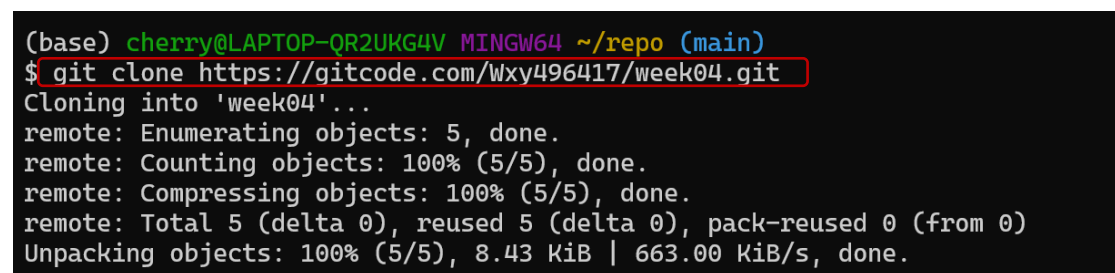 (base) cherry@LAPTOP-QR2UKG4V MINGW64 ~/repo (main)
$ git clone https://gitcode.com/Wxy496417/week04.git
Cloning into 'week04'...
remote: Enumerating objects: 5, done.
remote: Counting objects: 100% (5/5), done.
remote: Compressing objects: 100% (5/5), done.
remote: Total 5 (delta 0), reused 5 (delta 0), pack-reused 0 (from 0)
Unpacking objects: 100% (5/5), 8.43 KiB | 663.00 KiB/s, done.